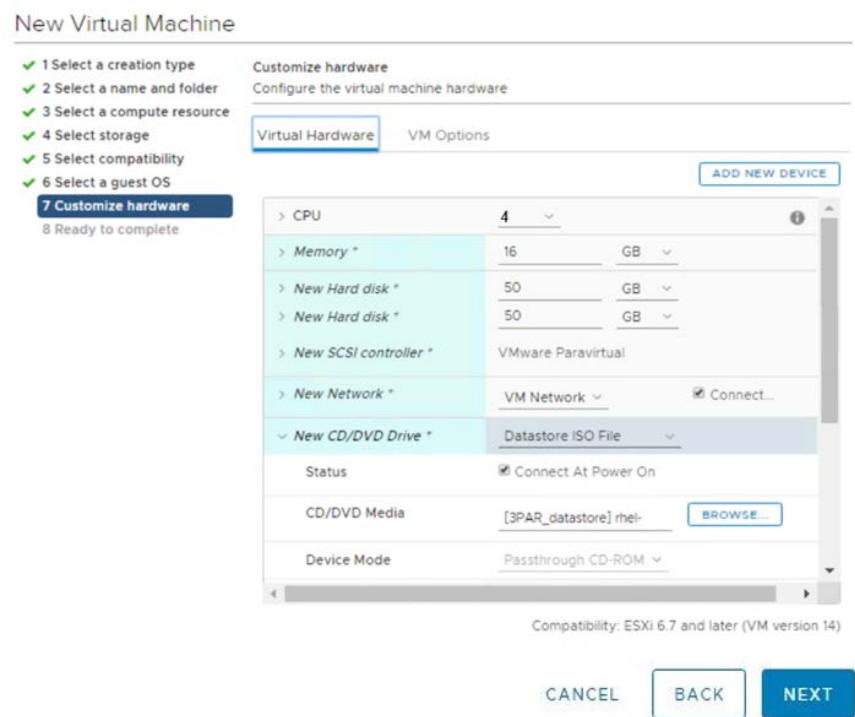 New Virtual Machine
1 Select a creation type
2 Select a name and folder
3 Select a compute resource
4 Select storage
5 Select compatibility
6 Select a guest OS
7 Customize hardware
8 Ready to complete
Customize hardware
Configure the virtual machine hardware
Virtual Hardware VM Options
ADD NEW DEVICE
CPU 4
Memory * 16 GB
New Hard disk * 50 GB
New Hard disk * 50 GB
New SCSI controller * VMware Paravirtual
New Network * VM Network Connect...
New CD/DVD Drive * Datastore ISO File
Status Connect At Power On
CD/DVD Media [3PAR_datastore] rhel- BROWSE...
Device Mode Passthrough CD-ROM
Compatibility: ESXi 6.7 and later (VM version 14)
CANCEL BACK NEXT